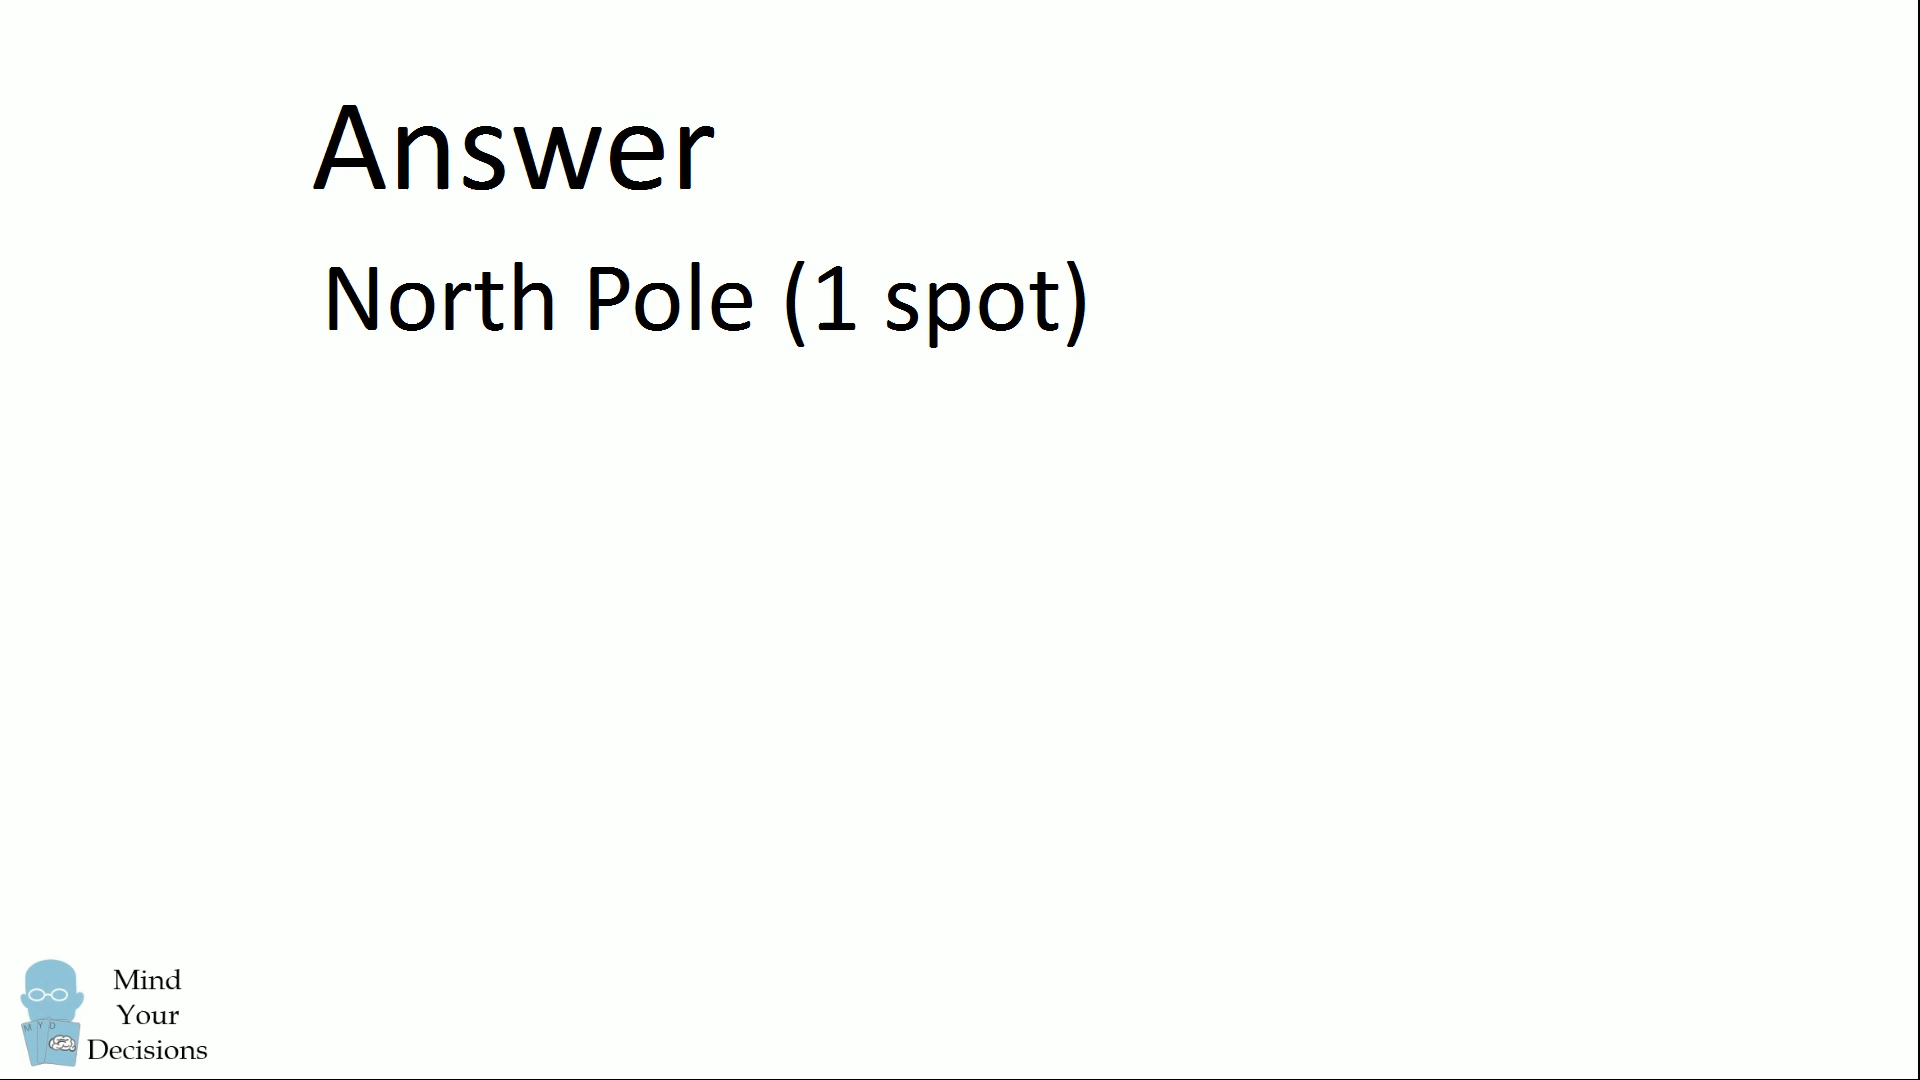 Answer
North Pole (1 spot)
Mind
Your
Decisions
M Y D